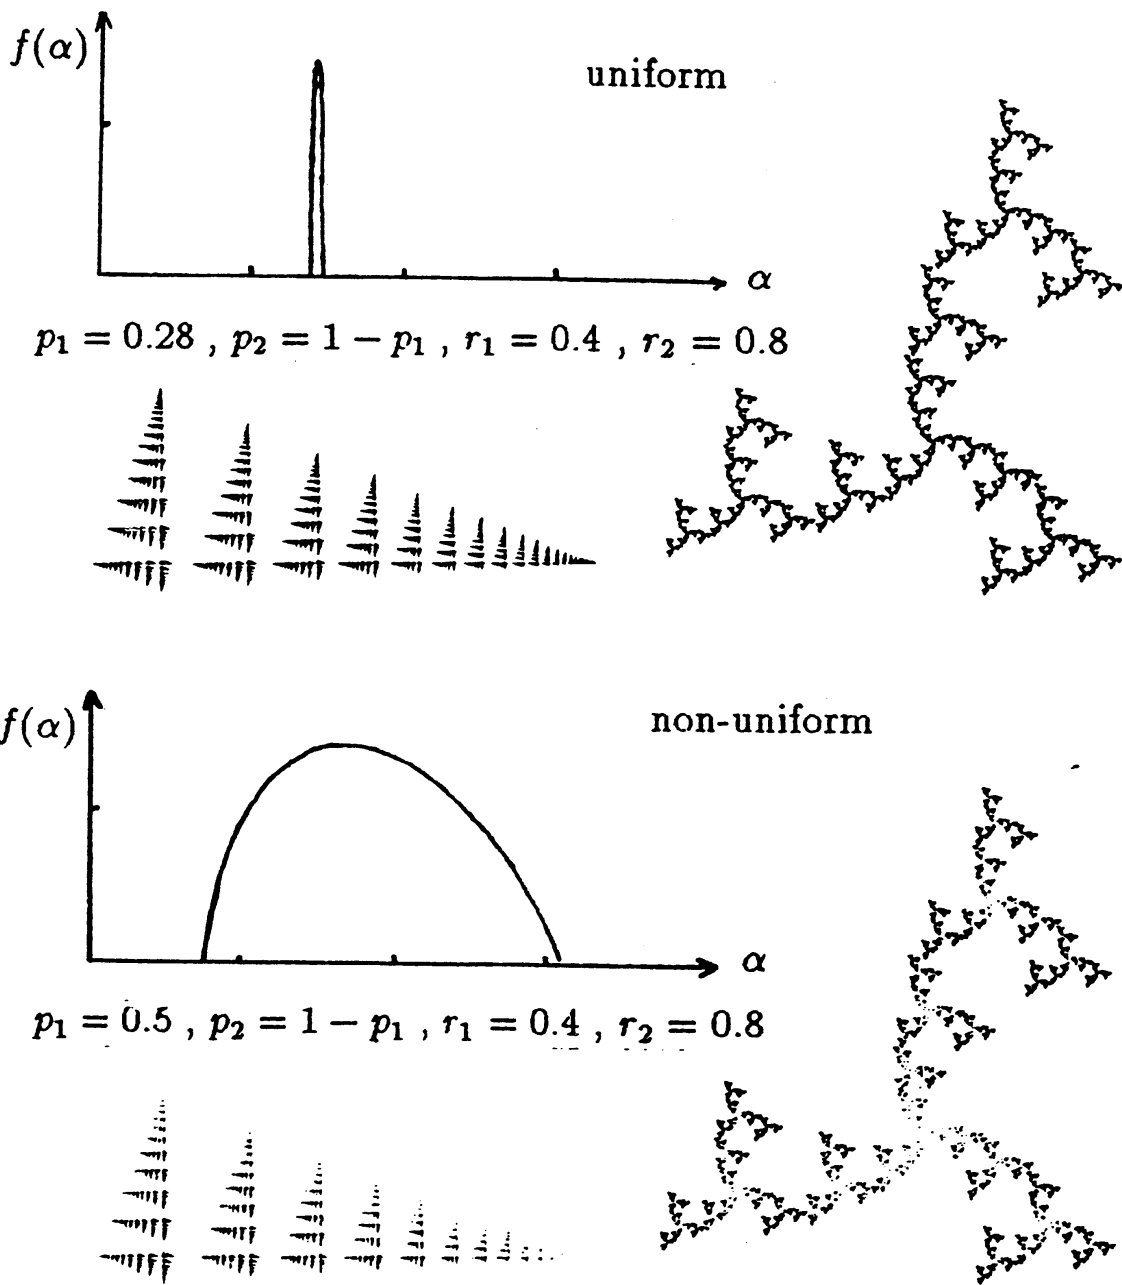 f(α)
uniform
α
p₁ = 0.28 , p₂ = 1 − p₁ , r₁ = 0.4 , r₂ = 0.8
f(α)
non-uniform
α
p₁ = 0.5 , p₂ = 1 − p₁ , r₁ = 0.4 , r₂ = 0.8